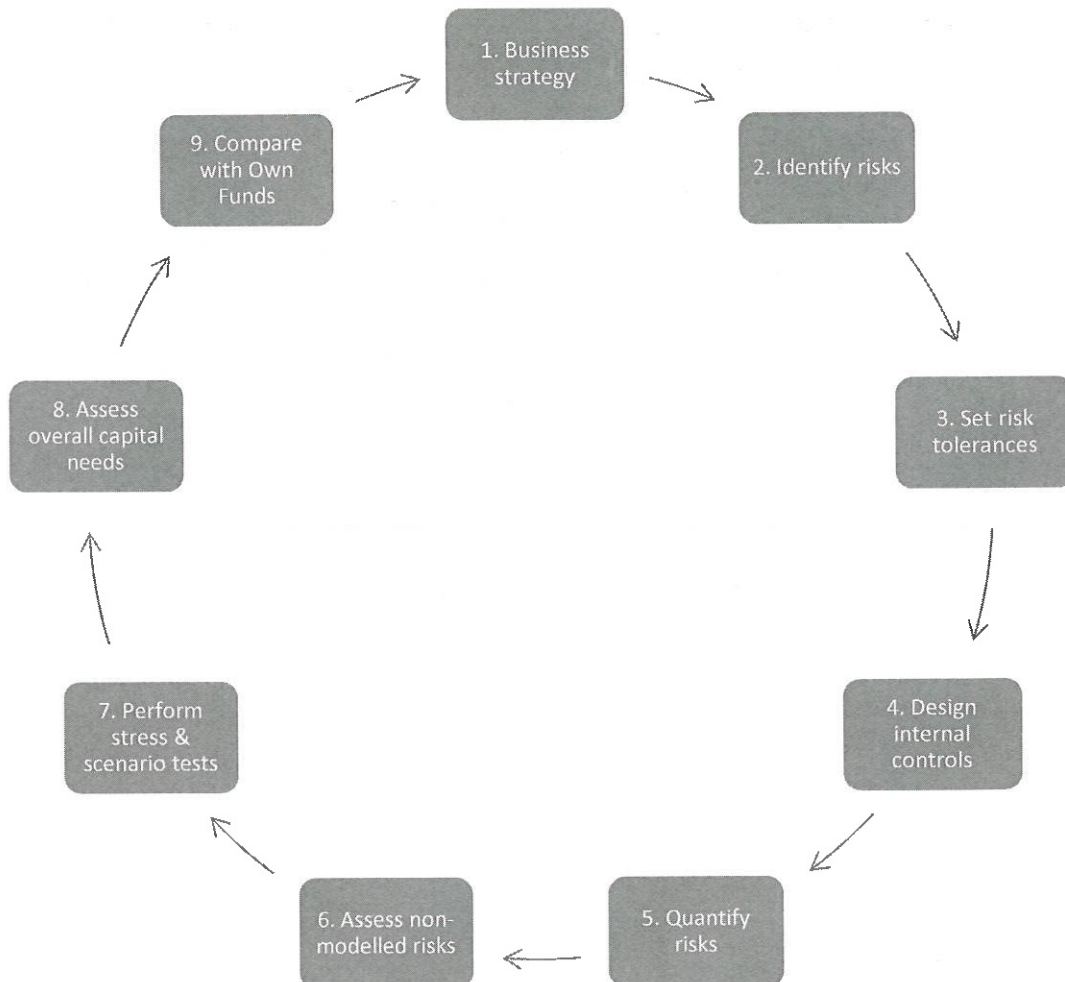 1. Business
strategy
2. Identify risks
3. Set risk
tolerances
4. Design
internal
controls
5. Quantify
risks
6. Assess non-
modelled risks
7. Perform
stress &
scenario tests
8. Assess
overall capital
needs
9. Compare
with Own
Funds